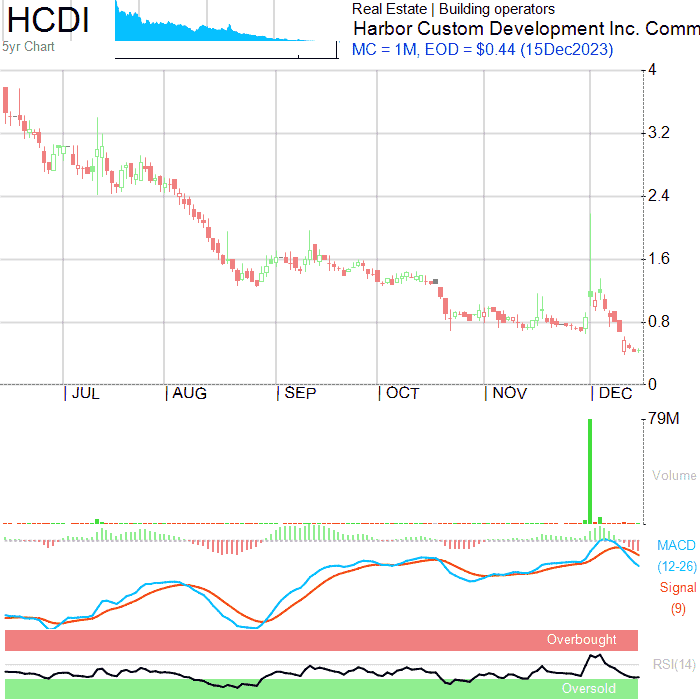 HCDI
5yr Chart
Real Estate | Building operators
Harbor Custom Development Inc. Comm
MC = 1M, EOD = $0.44 (15Dec2023)
4
3.2
2.4
1.6
0.8
0
JUL
AUG
SEP
OCT
NOV
DEC
79M
Volume
MACD
(12-26)
Signal
(9)
Overbought
RSI(14)
Oversold